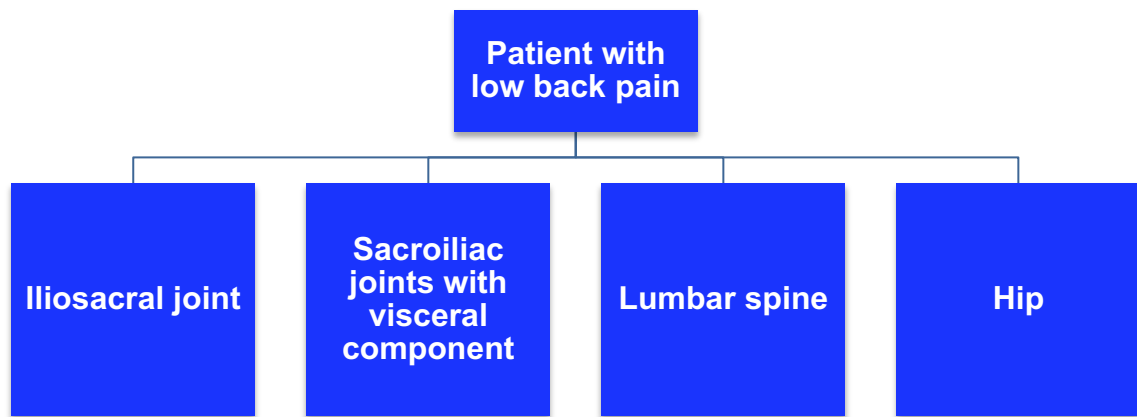 Patient with
low back pain
Iliosacral joint
Sacroiliac
joints with
visceral
component
Lumbar spine
Hip